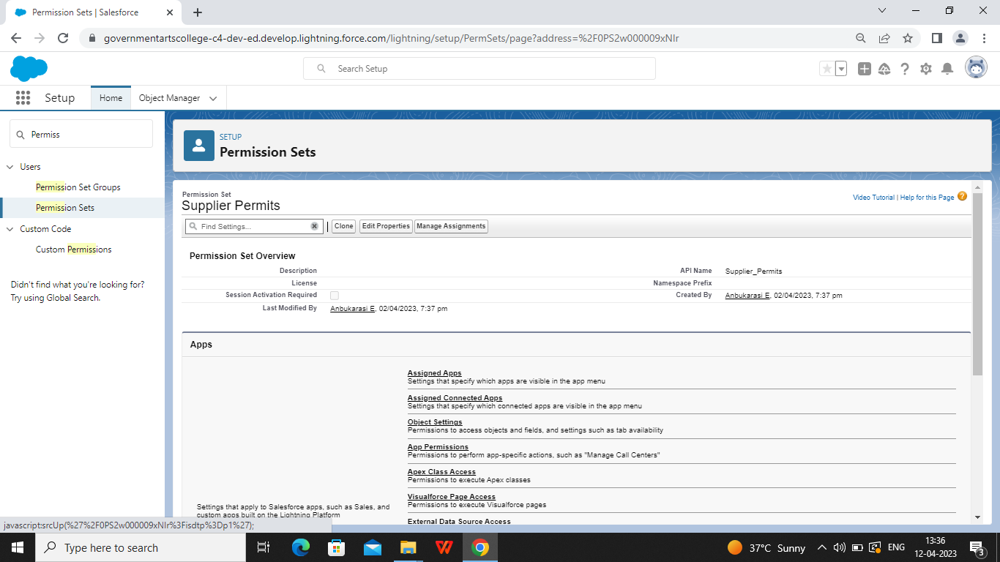 Permission Sets | Salesforce
governmentartscollege-c4-dev-ed.develop.lightning.force.com/lightning/setup/PermSets/page?address=%2F0PS2w000009xNIr
Search Setup
Setup
Home
Object Manager
Permiss
Users
Permission Set Groups
Permission Sets
Custom Code
Custom Permissions
Didn't find what you're looking for?
Try using Global Search.
SETUP
Permission Sets
Permission Set
Supplier Permits
Video Tutorial | Help for this Page
Find Settings...
Clone
Edit Properties
Manage Assignments
Permission Set Overview
Description
API Name Supplier_Permits
License
Namespace Prefix
Session Activation Required
Created By Anbukarasi E, 02/04/2023, 7:37 pm
Last Modified By Anbukarasi E, 02/04/2023, 7:37 pm
Apps
Assigned Apps
Settings that specify which apps are visible in the app menu
Assigned Connected Apps
Settings that specify which connected apps are visible in the app menu
Object Settings
Permissions to access objects and fields, and settings such as tab availability
App Permissions
Permissions to perform app-specific actions, such as "Manage Call Centers"
Apex Class Access
Permissions to execute Apex classes
Visualforce Page Access
Permissions to execute Visualforce pages
External Data Source Access
Settings that apply to Salesforce apps, such as Sales, and
custom apps built on the Lightning Platform
javascript:srcUp(%27%2F0PS2w000009xNIr%3Fisdtp%3Dp1%27);
Type here to search
37°C Sunny
ENG
13:36
12-04-2023
3